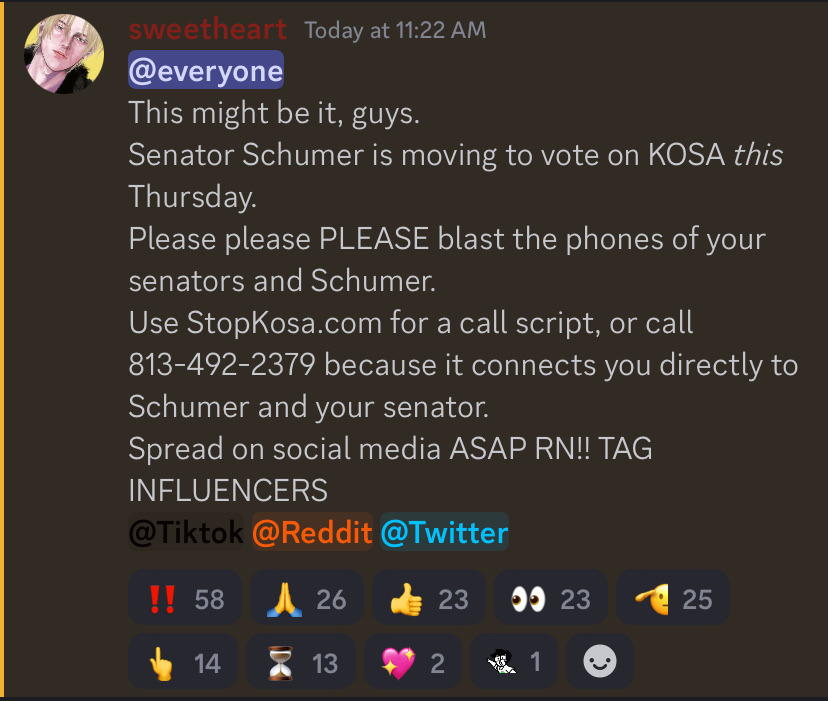 sweetheart Today at 11:22 AM
@everyone
This might be it, guys.
Senator Schumer is moving to vote on KOSA this
Thursday.
Please please PLEASE blast the phones of your
senators and Schumer.
Use StopKosa.com for a call script, or call
813-492-2379 because it connects you directly to
Schumer and your senator.
Spread on social media ASAP RN!! TAG
INFLUENCERS
@Tiktok @Reddit @Twitter
‼️ 58 🙏 26 👍 23 👀 23 🫡 25
👆 14 ⏳ 13 💖 2 1